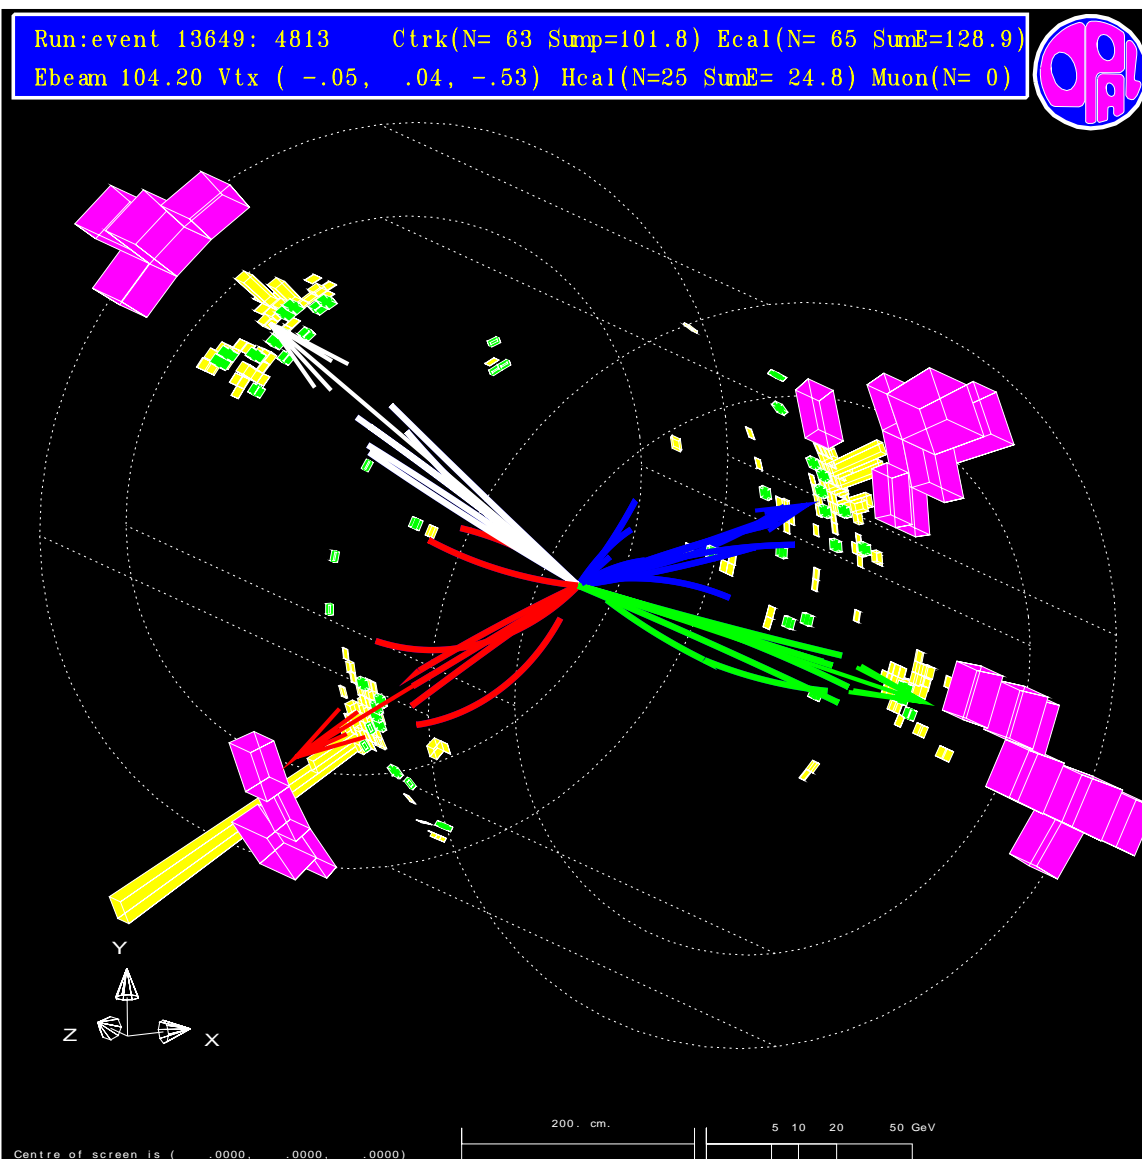 Run:event 13649: 4813 Ctrk(N= 63 Sump=101.8) Ecal(N= 65 SumE=128.9)
Ebeam 104.20 Vtx ( -.05, .04, -.53) Hcal(N=25 SumE= 24.8) Muon(N= 0)
OPAL
Y
Z
X
200. cm.
5 10 20 50 GeV
Centre of screen is ( .0000, .0000, .0000)